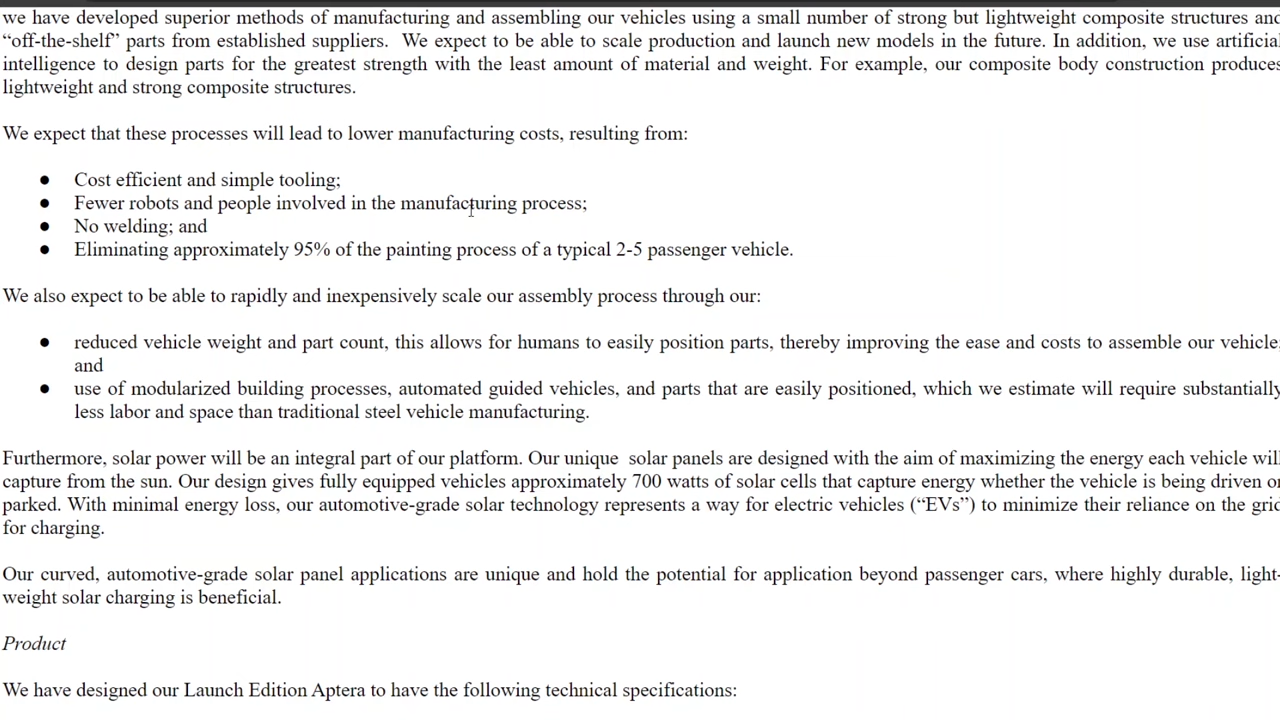 we have developed superior methods of manufacturing and assembling our vehicles using a small number of strong but lightweight composite structures and
“off-the-shelf” parts from established suppliers.  We expect to be able to scale production and launch new models in the future. In addition, we use artificial
intelligence to design parts for the greatest strength with the least amount of material and weight. For example, our composite body construction produces
lightweight and strong composite structures.
We expect that these processes will lead to lower manufacturing costs, resulting from:
● Cost efficient and simple tooling;
● Fewer robots and people involved in the manufacturing process;
● No welding; and
● Eliminating approximately 95% of the painting process of a typical 2-5 passenger vehicle.
We also expect to be able to rapidly and inexpensively scale our assembly process through our:
● reduced vehicle weight and part count, this allows for humans to easily position parts, thereby improving the ease and costs to assemble our vehicle;
and
● use of modularized building processes, automated guided vehicles, and parts that are easily positioned, which we estimate will require substantially
less labor and space than traditional steel vehicle manufacturing.
Furthermore, solar power will be an integral part of our platform. Our unique  solar panels are designed with the aim of maximizing the energy each vehicle will
capture from the sun. Our design gives fully equipped vehicles approximately 700 watts of solar cells that capture energy whether the vehicle is being driven or
parked. With minimal energy loss, our automotive-grade solar technology represents a way for electric vehicles (“EVs”) to minimize their reliance on the grid
for charging.
Our curved, automotive-grade solar panel applications are unique and hold the potential for application beyond passenger cars, where highly durable, light-
weight solar charging is beneficial.
Product
We have designed our Launch Edition Aptera to have the following technical specifications: